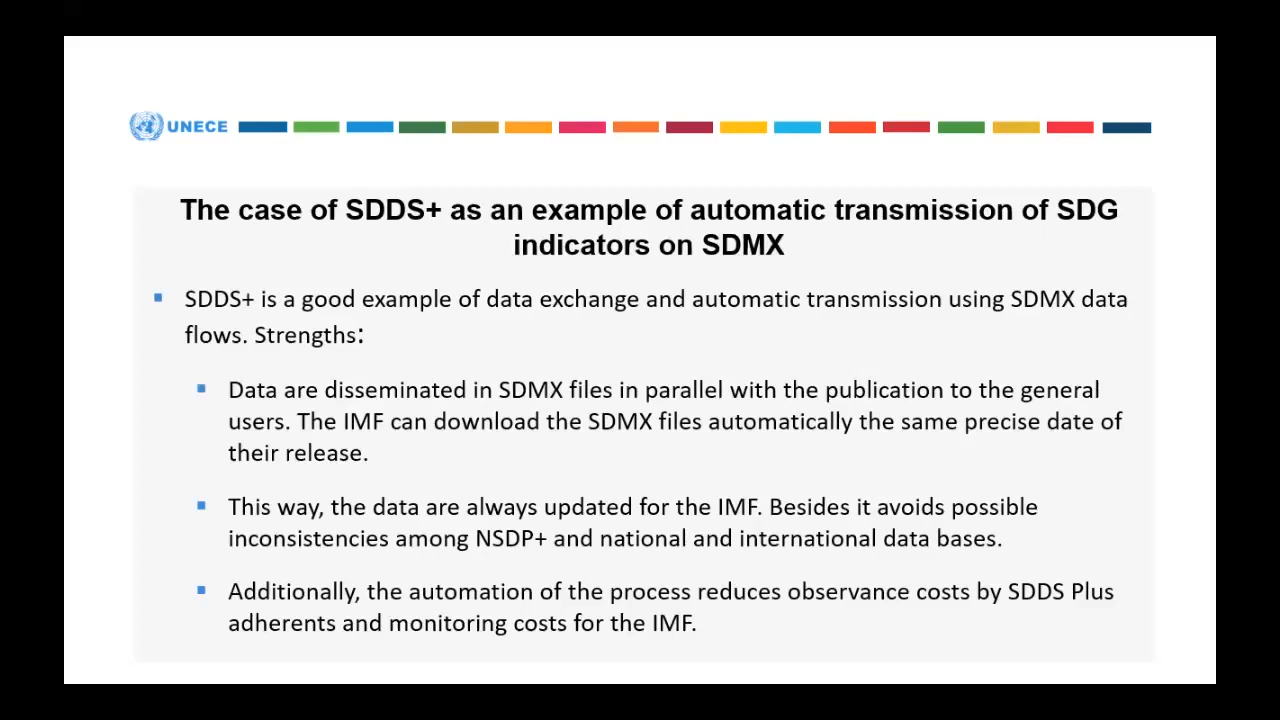 UNECE
The case of SDDS+ as an example of automatic transmission of SDG
indicators on SDMX
SDDS+ is a good example of data exchange and automatic transmission using SDMX data
flows. Strengths:
Data are disseminated in SDMX files in parallel with the publication to the general
users. The IMF can download the SDMX files automatically the same precise date of
their release.
This way, the data are always updated for the IMF. Besides it avoids possible
inconsistencies among NSDP+ and national and international data bases.
Additionally, the automation of the process reduces observance costs by SDDS Plus
adherents and monitoring costs for the IMF.